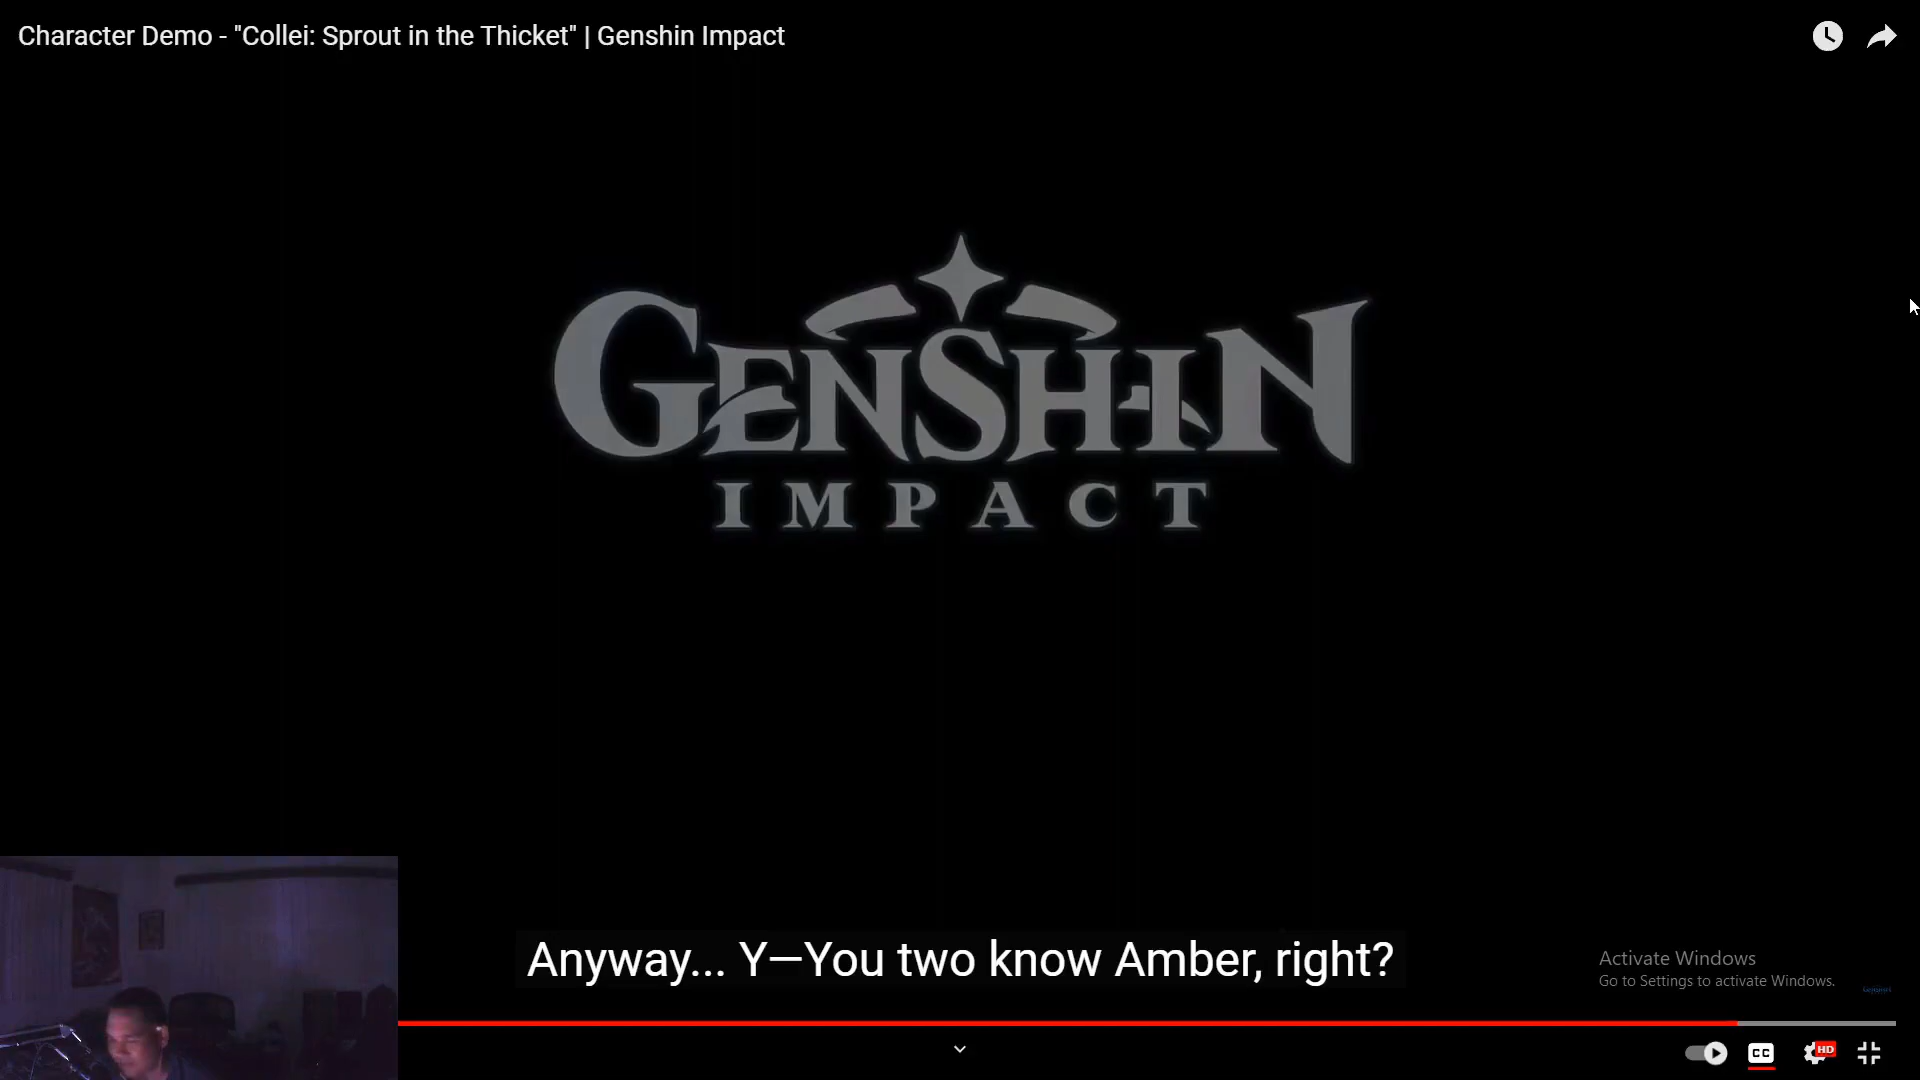 Character Demo - "Collei: Sprout in the Thicket" | Genshin Impact
GENSHIN
IMPACT
Anyway... Y—You two know Amber, right?
Activate Windows
Go to Settings to activate Windows.
GENSHIN
CC
HD